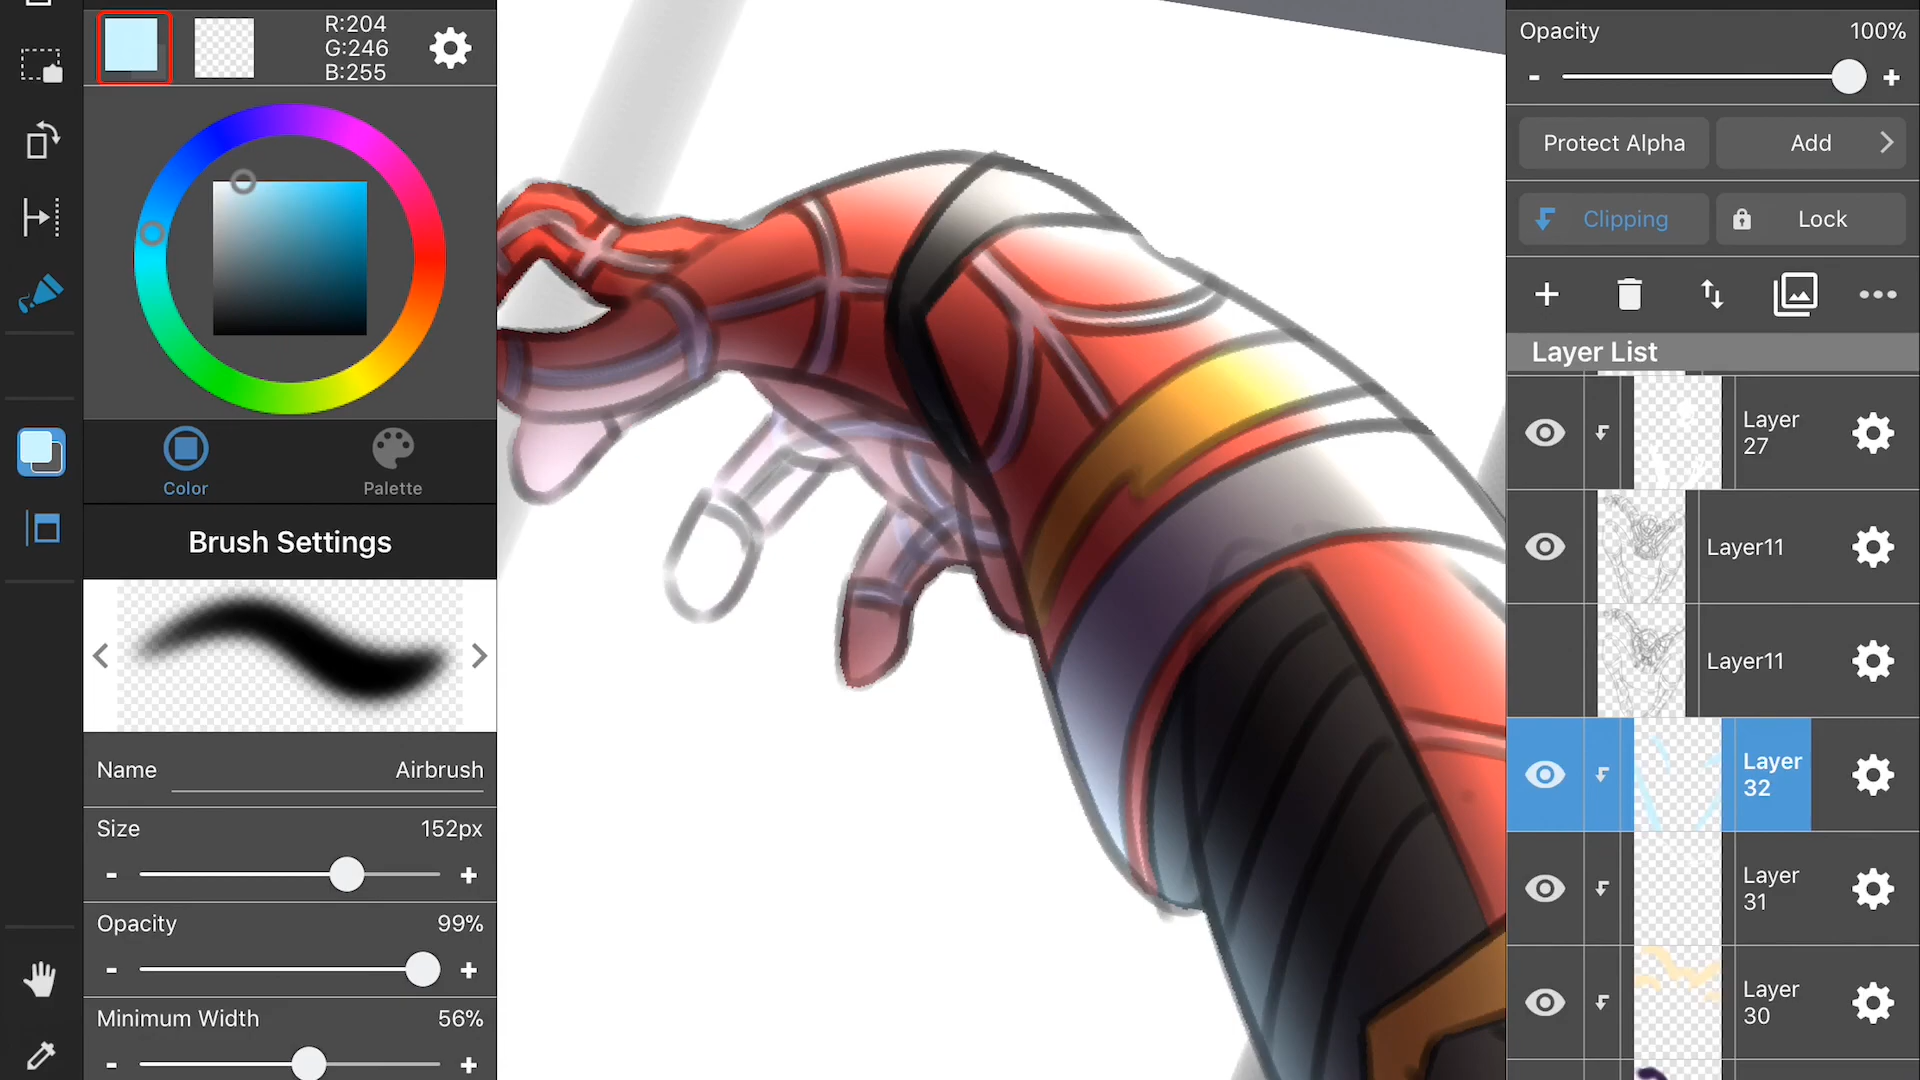 R:204
G:246
B:255
Color
Palette
Brush Settings
Name Airbrush
Size 152px
- +
Opacity 99%
- +
Minimum Width 56%
- +
Opacity 100%
- +
Protect Alpha
Add
Clipping
Lock
Layer List
Layer
27
Layer11
Layer11
Layer
32
Layer
31
Layer
30